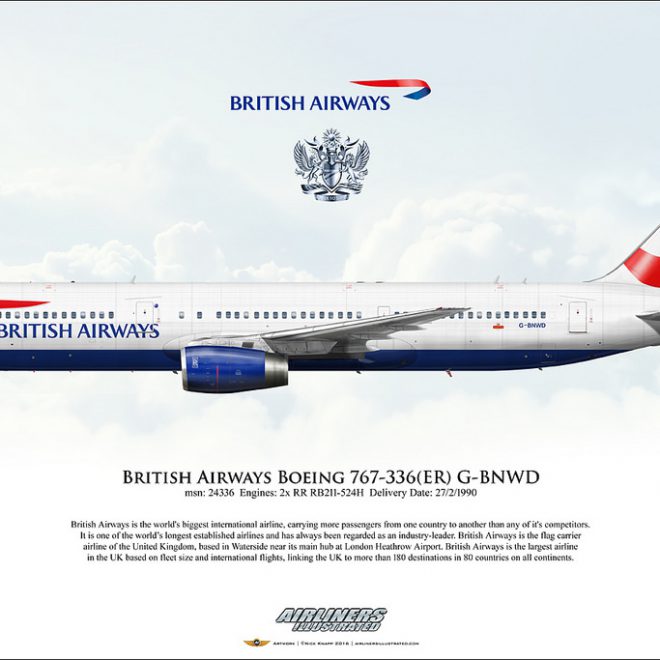 BRITISH AIRWAYS
BRITISH AIRWAYS
G-BNWD
British Airways Boeing 767-336(ER) G-BNWD
msn: 24336 Engines: 2x RR RB211-524H Delivery Date: 27/2/1990
British Airways is the world's biggest international airline, carrying more passengers from one country to another than any of it's competitors.
It is one of the world's longest established airlines and has always been regarded as an industry-leader. British Airways is the flag carrier
airline of the United Kingdom, based in Waterside near its main hub at London Heathrow Airport. British Airways is the largest airline
in the UK based on fleet size and international flights, linking the UK to more than 180 destinations in 80 countries on all continents.
AIRLINERS
ILLUSTRATED
Artwork | ©Nick Knapp 2016 | airlinersillustrated.com